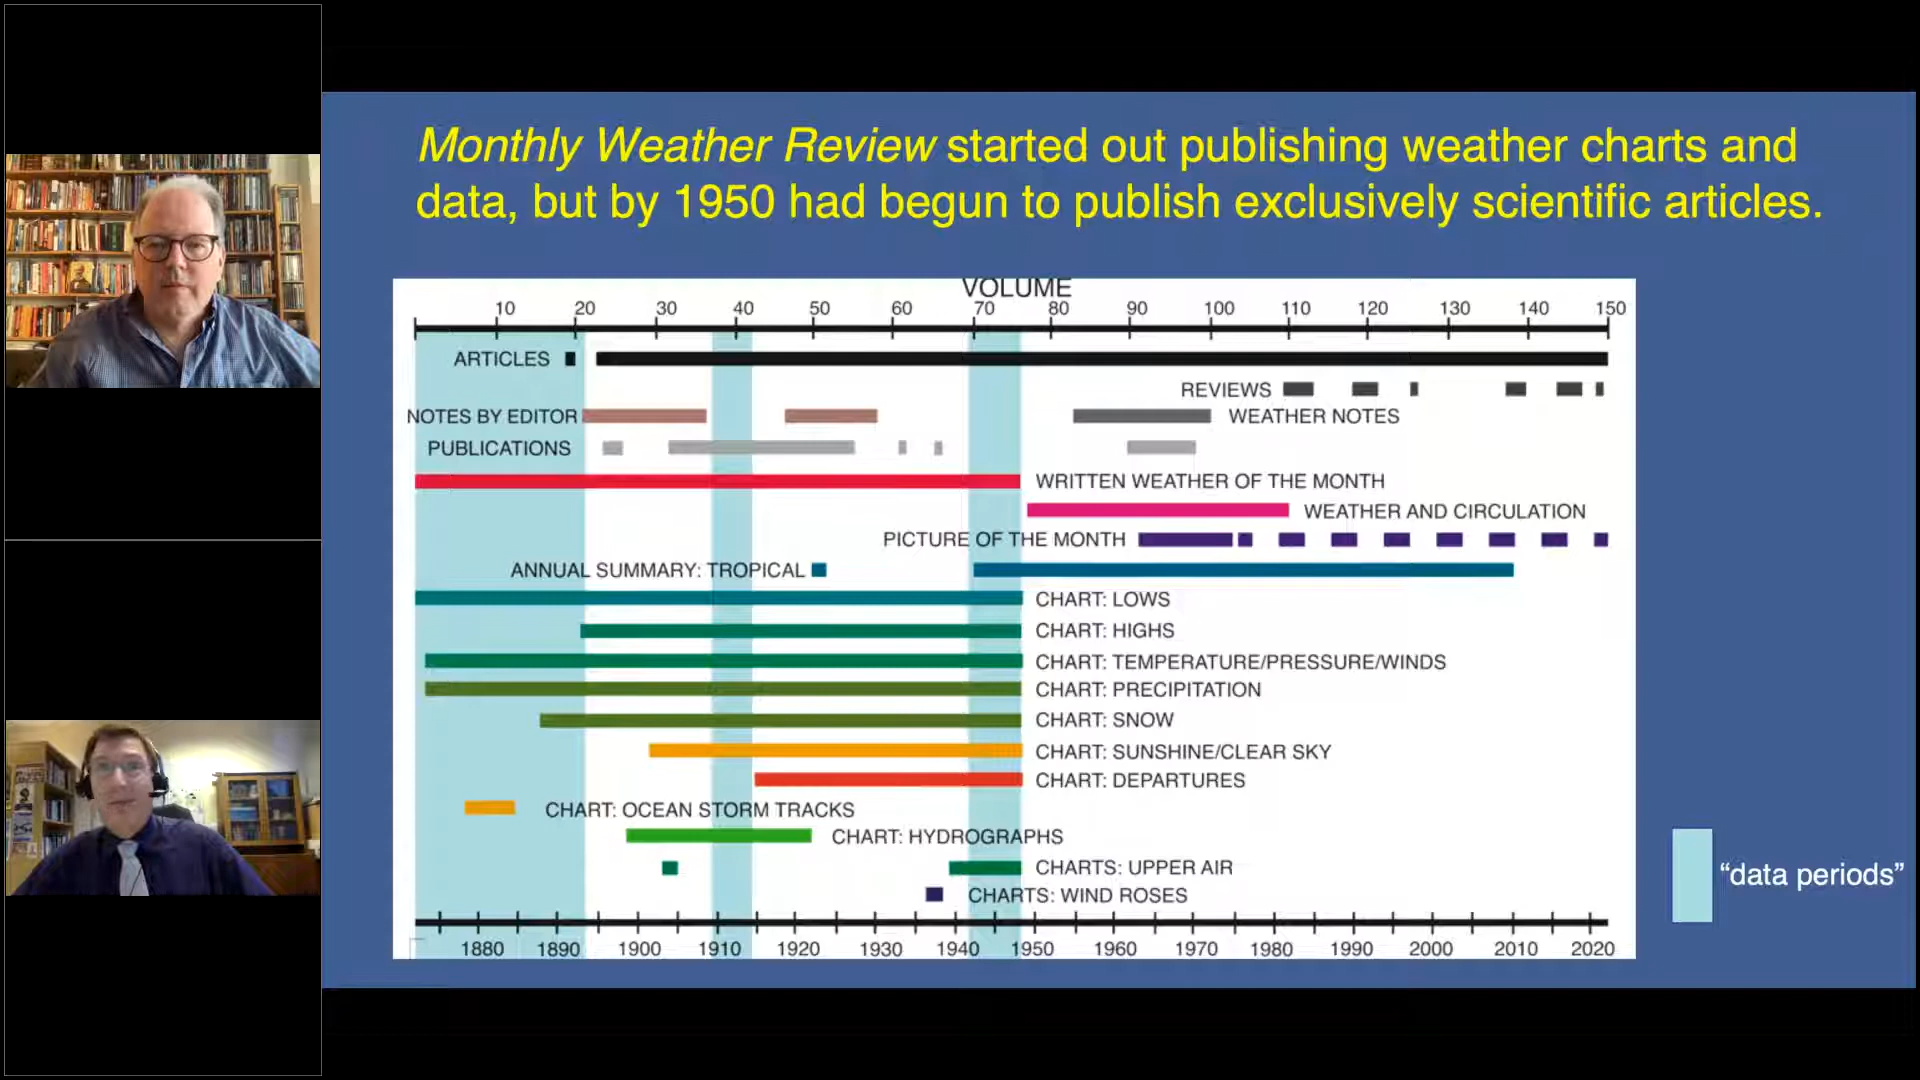 Monthly Weather Review started out publishing weather charts and
data, but by 1950 had begun to publish exclusively scientific articles.
VOLUME
10 20 30 40 50 60 70 80 90 100 110 120 130 140 150
ARTICLES
REVIEWS
NOTES BY EDITOR
WEATHER NOTES
PUBLICATIONS
WRITTEN WEATHER OF THE MONTH
WEATHER AND CIRCULATION
PICTURE OF THE MONTH
ANNUAL SUMMARY: TROPICAL
CHART: LOWS
CHART: HIGHS
CHART: TEMPERATURE/PRESSURE/WINDS
CHART: PRECIPITATION
CHART: SNOW
CHART: SUNSHINE/CLEAR SKY
CHART: DEPARTURES
CHART: OCEAN STORM TRACKS
CHART: HYDROGRAPHS
CHARTS: UPPER AIR
CHARTS: WIND ROSES
1880 1890 1900 1910 1920 1930 1940 1950 1960 1970 1980 1990 2000 2010 2020
“data periods”